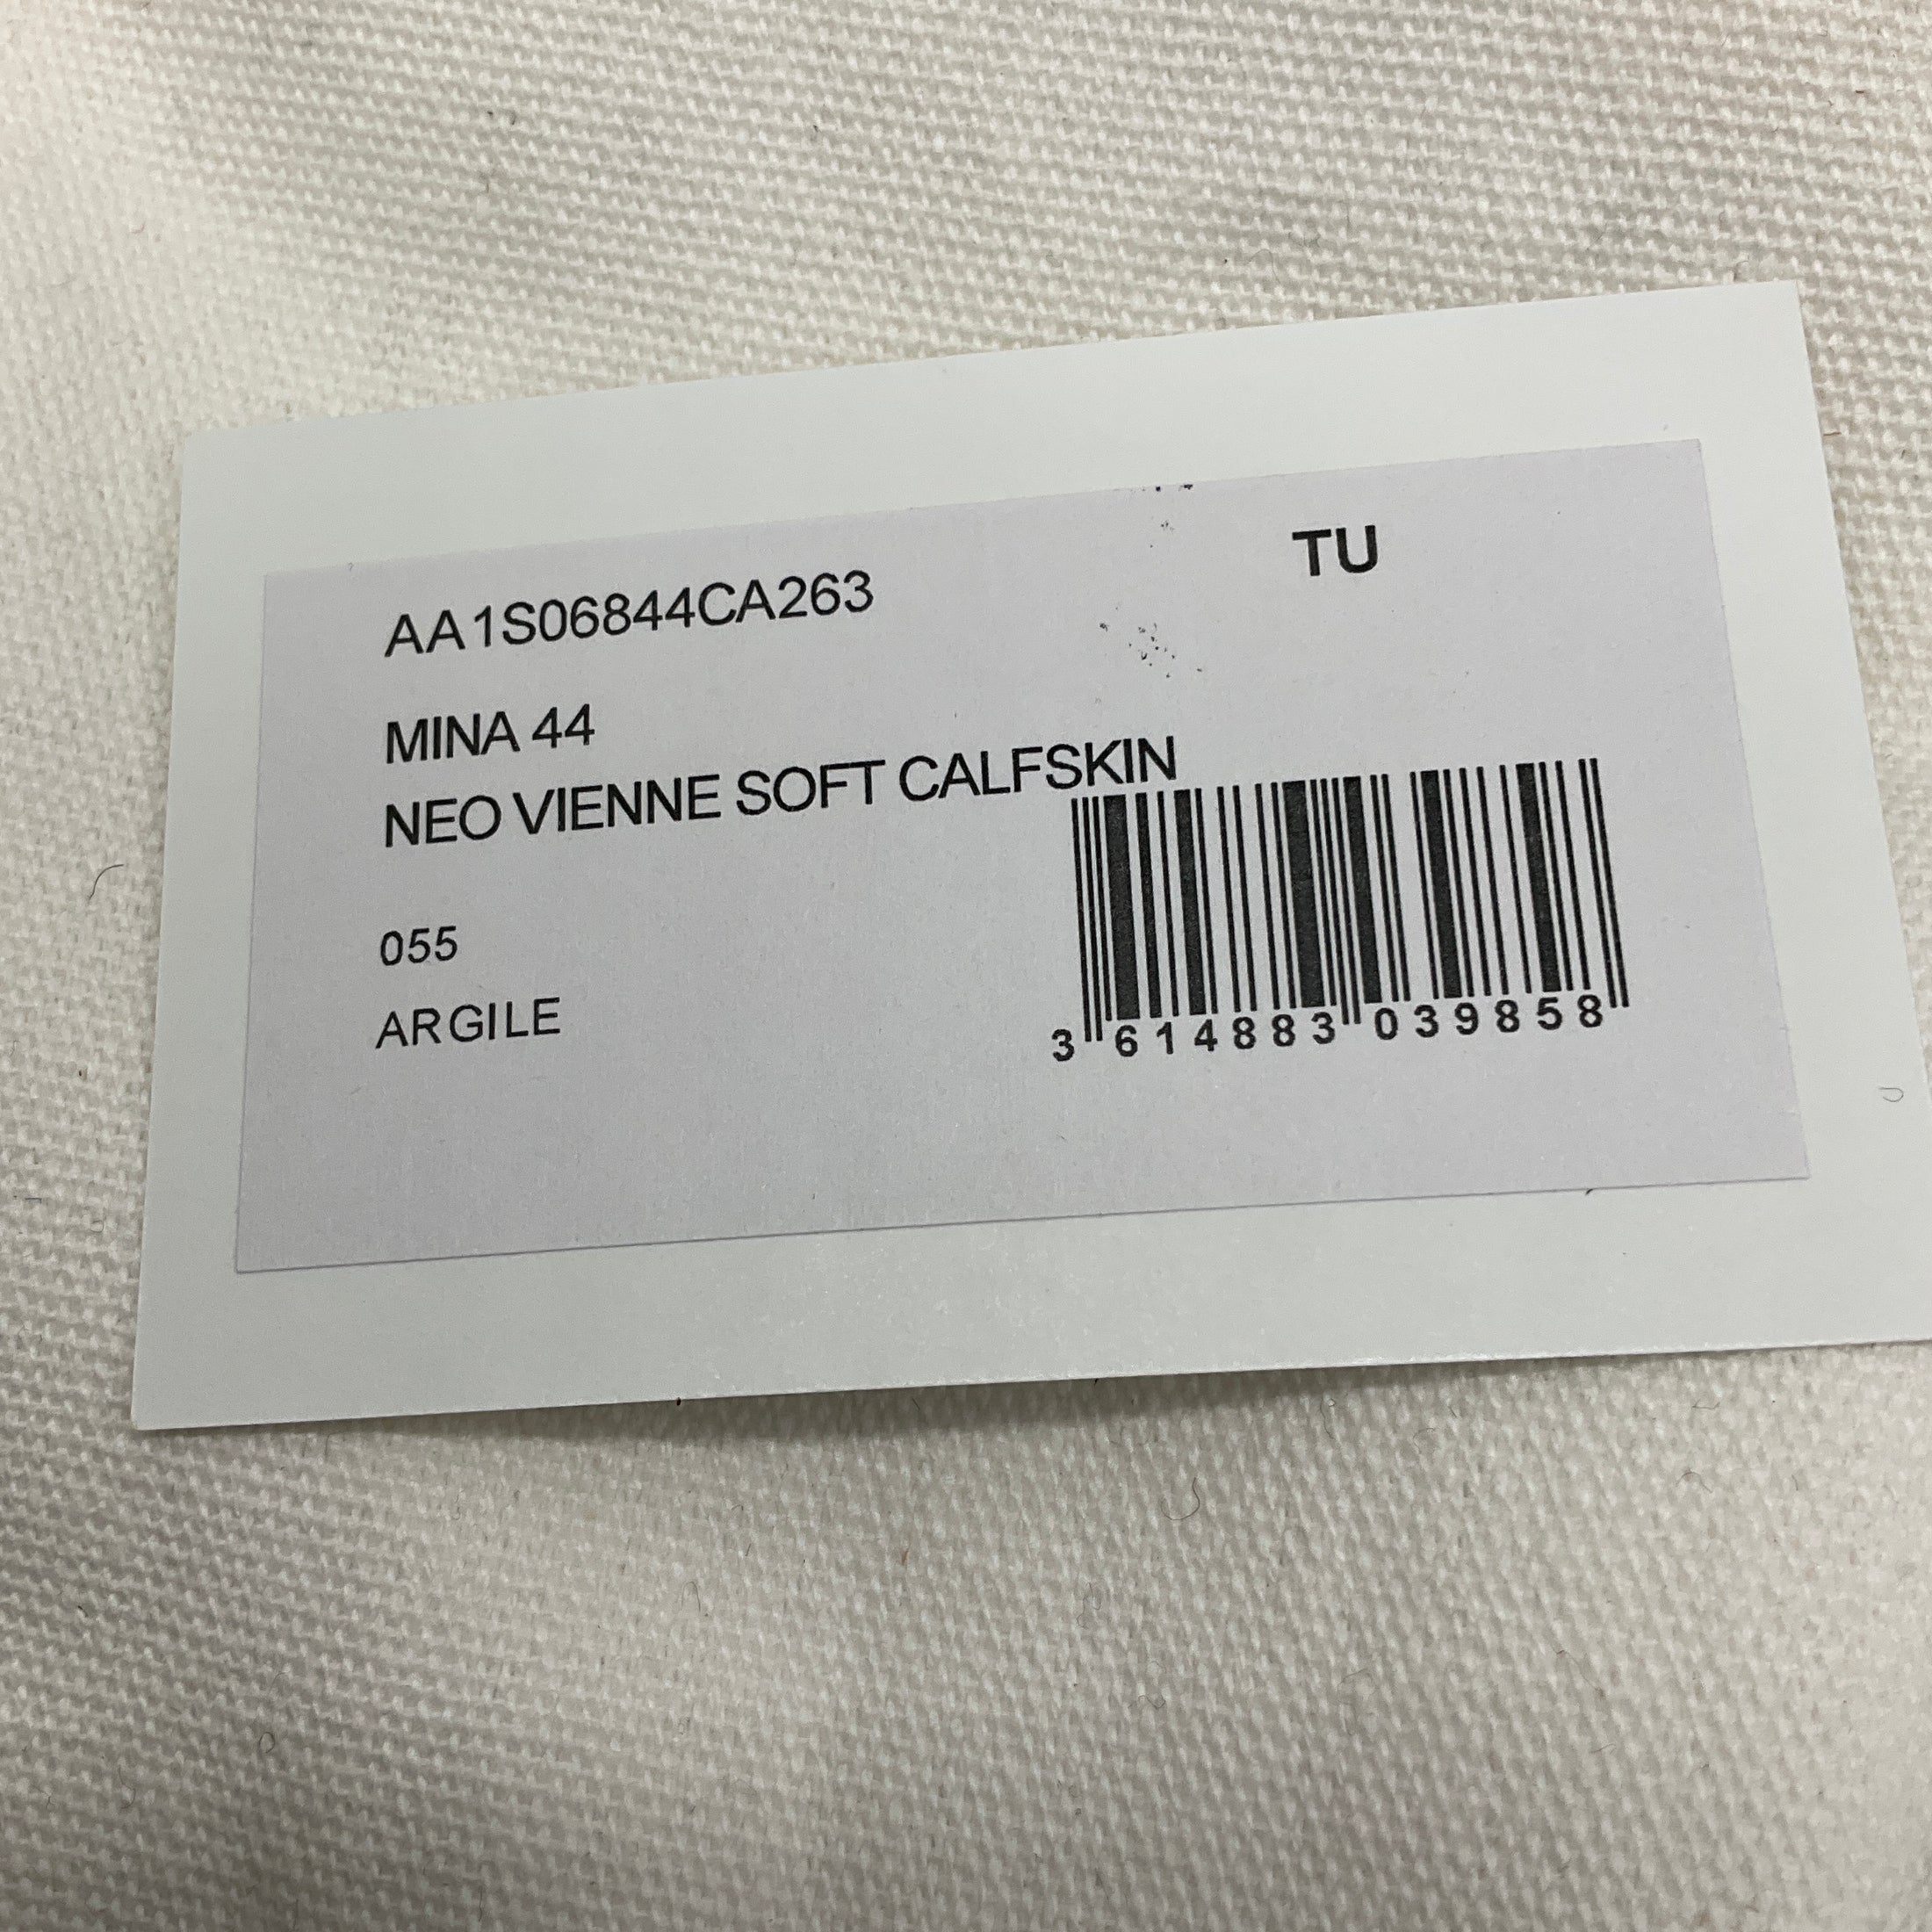 AA1S06844CA263
TU
MINA 44
NEO VIENNE SOFT CALFSKIN
055
ARGILE
3 614883 039858